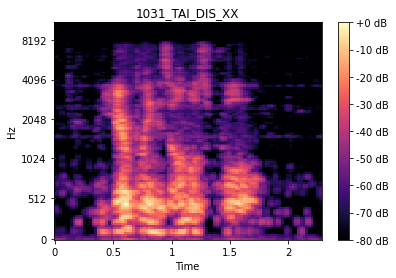 1031_TAI_DIS_XX
+0 dB
8192
-10 dB
4096
-20 dB
-30 dB
2048
Hz
-40 dB
1024
-50 dB
512
-60 dB
-70 dB
0
-80 dB
0 0.5 1 1.5 2
Time